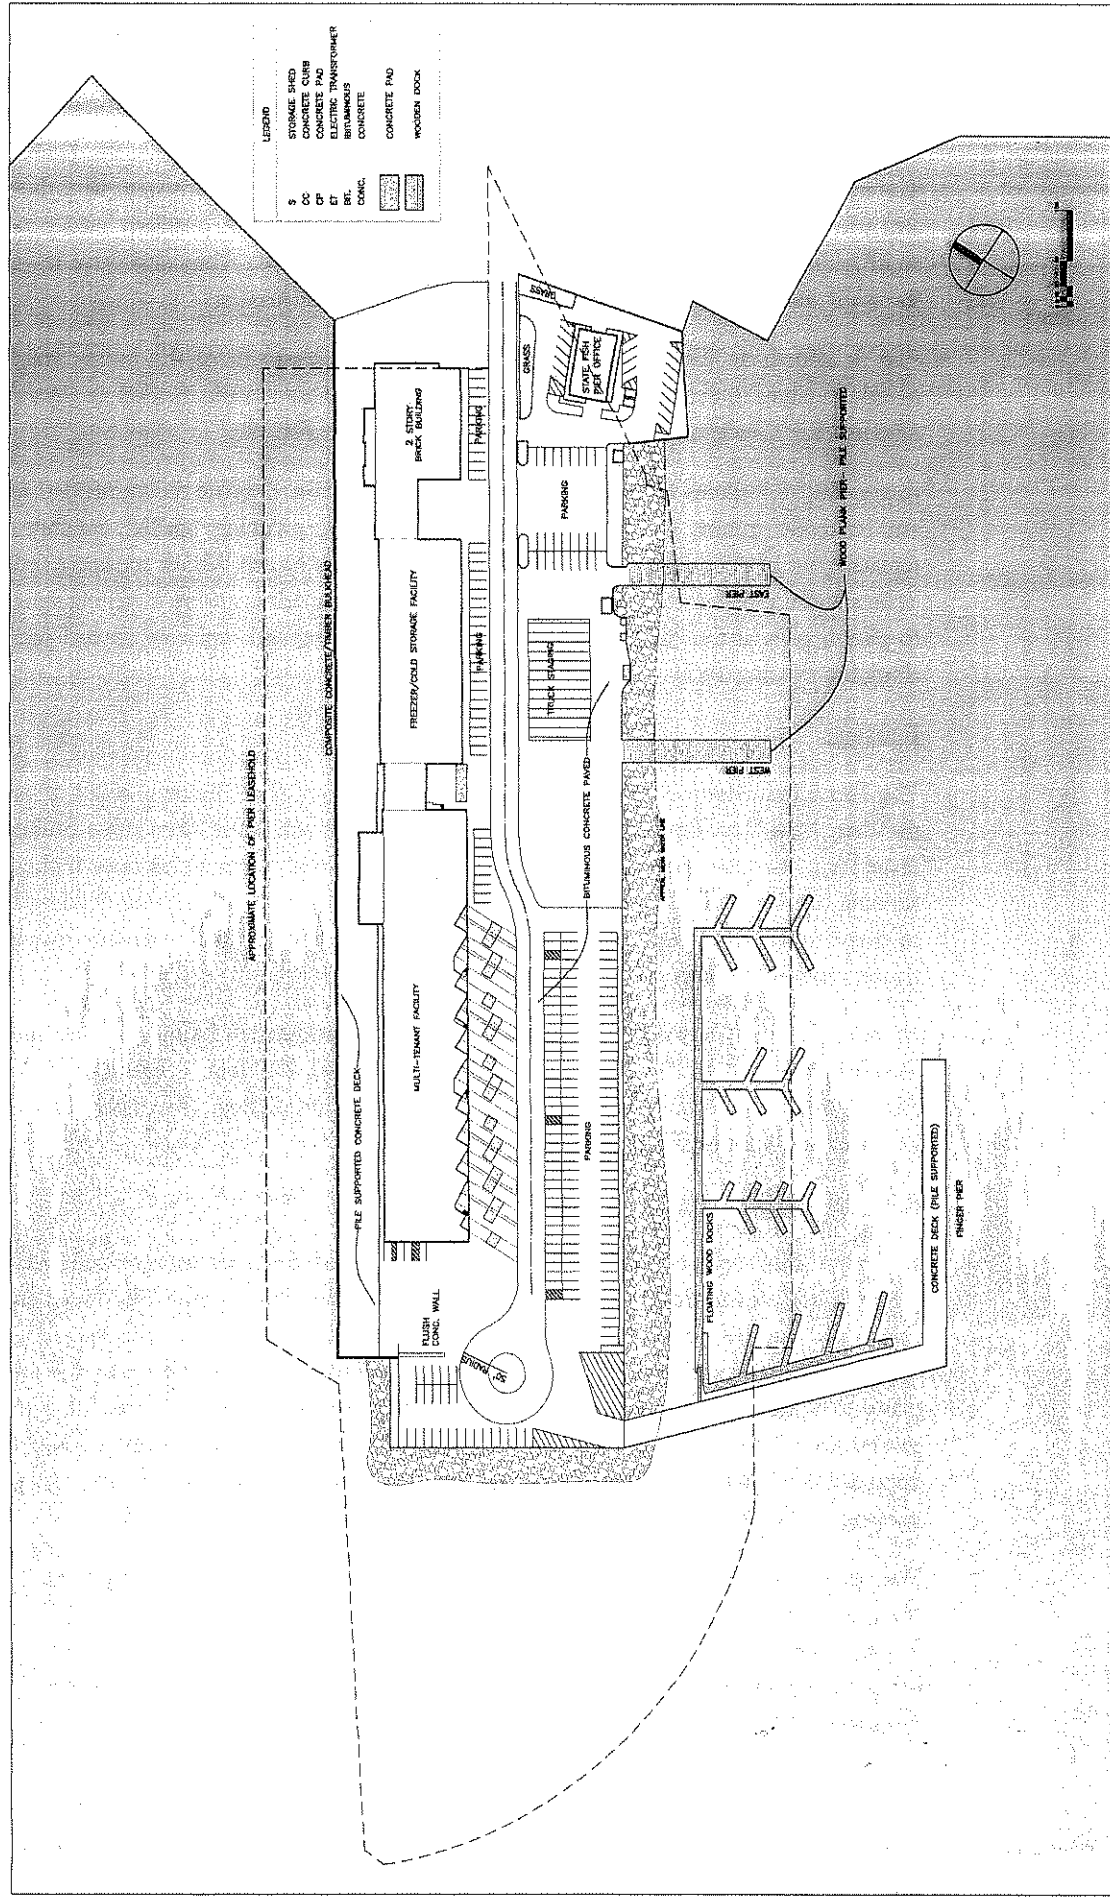 LEGEND
S STORAGE SHED
CC CONCRETE CURB
CP CONCRETE PAD
ET ELECTRIC TRANSFORMER
BIT. BITUMINOUS
CONC. CONCRETE
CONCRETE PAD
WOODEN DOCK
APPROXIMATE LOCATION OF PIER LEASEHOLD
COMPOSITE CONCRETE/TIMBER BULKHEAD
PILE SUPPORTED CONCRETE DECK
2 STORY
BRICK BUILDING
FREEZER/COLD STORAGE FACILITY
MULTI-TENANT FACILITY
FLUSH
CONC. WALL
50' RADIUS
PARKING
PARKING
GRASS
GRASS
STATE FISH
PIER OFFICE
PARKING
TRUCK STAGING
BITUMINOUS CONCRETE PAVED
PARKING
EAST PIER
WEST PIER
WOOD PLANK PIER - PILE SUPPORTED
FLOATING WOOD DOCKS
CONCRETE DECK (PILE SUPPORTED)
FINGER PIER